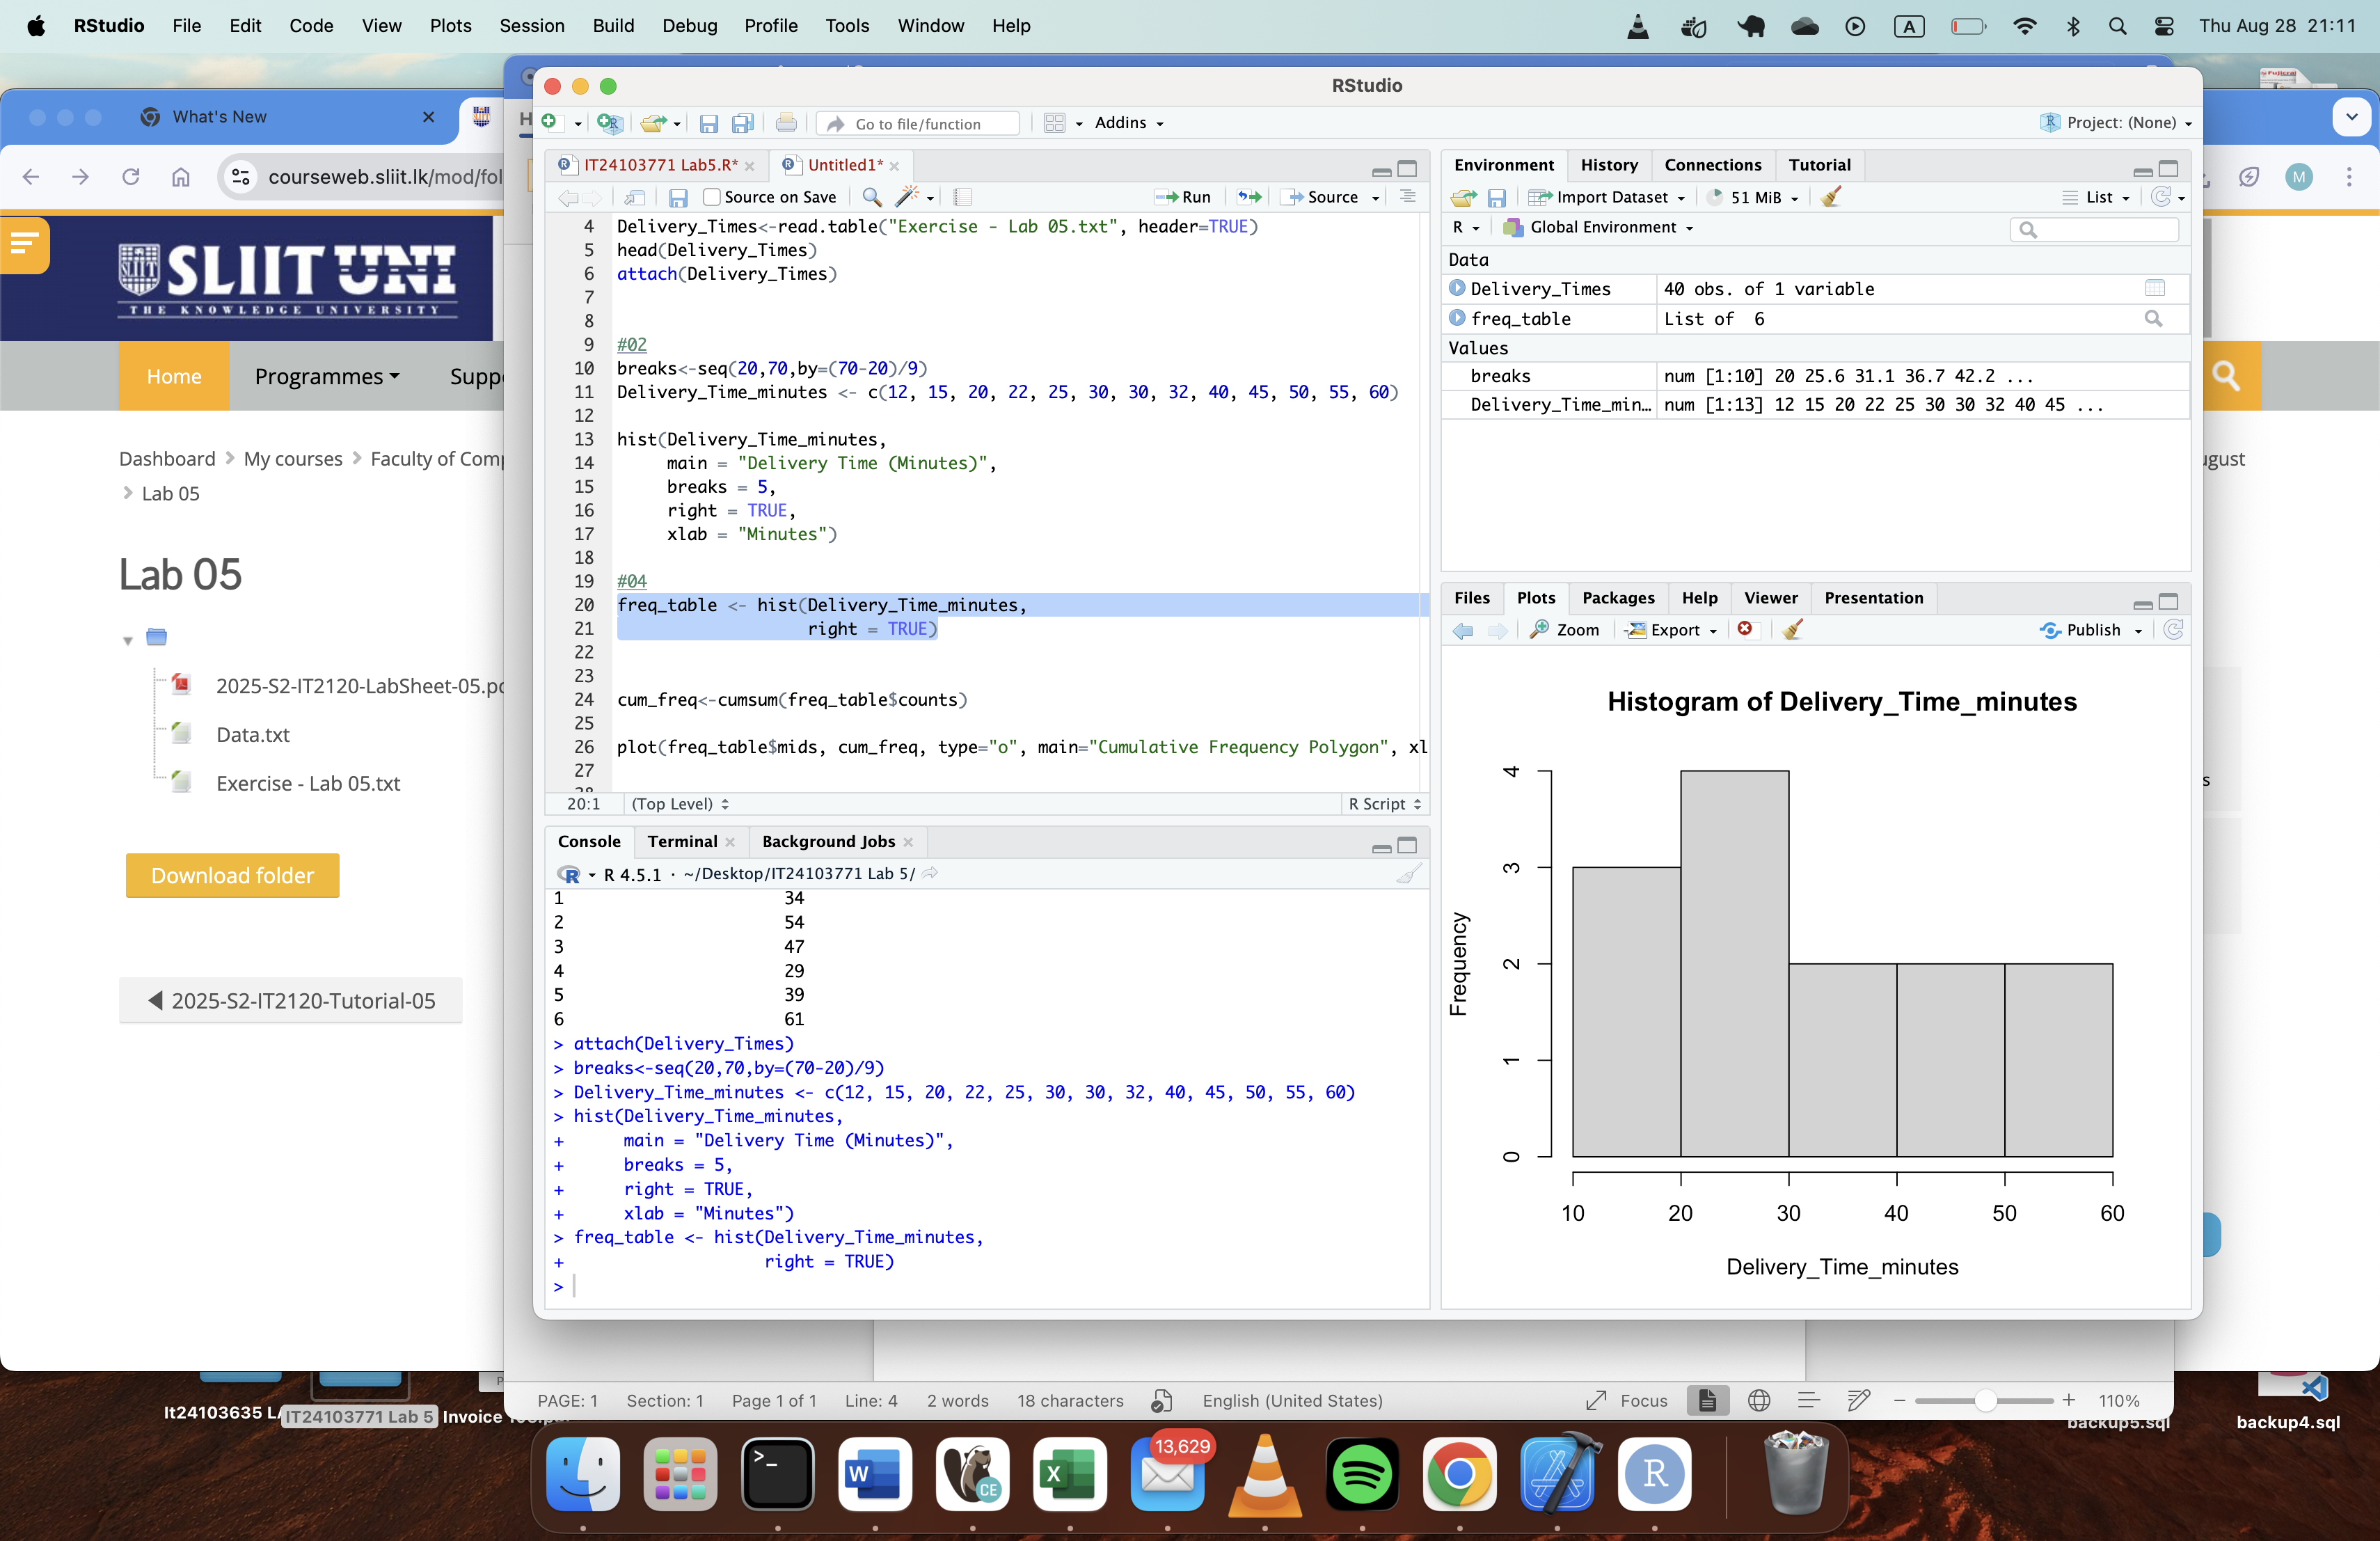 RStudio File Edit Code View Plots Session Build Debug Profile Tools Window Help
A
Thu Aug 28 21:11
What's New
courseweb.sliit.lk/mod/fol
M
SLIIT UNI
THE KNOWLEDGE UNIVERSITY
Home Programmes Supp
Dashboard My courses Faculty of Comp
Lab 05
Lab 05
2025-S2-IT2120-LabSheet-05.pd
Data.txt
Exercise - Lab 05.txt
Download folder
2025-S2-IT2120-Tutorial-05
RStudio
Go to file/function
Addins
Project: (None)
IT24103771 Lab5.R*
Untitled1*
Source on Save
Run
Source
4 Delivery_Times<-read.table("Exercise - Lab 05.txt", header=TRUE)
5 head(Delivery_Times)
6 attach(Delivery_Times)
7
8
9 #02
10 breaks<-seq(20,70,by=(70-20)/9)
11 Delivery_Time_minutes <- c(12, 15, 20, 22, 25, 30, 30, 32, 40, 45, 50, 55, 60)
12
13 hist(Delivery_Time_minutes,
14 main = "Delivery Time (Minutes)",
15 breaks = 5,
16 right = TRUE,
17 xlab = "Minutes")
18
19 #04
20 freq_table <- hist(Delivery_Time_minutes,
21 right = TRUE)
22
23
24 cum_freq<-cumsum(freq_table$counts)
25
26 plot(freq_table$mids, cum_freq, type="o", main="Cumulative Frequency Polygon", xl
27
20:1 (Top Level) R Script
Console Terminal Background Jobs
R 4.5.1 · ~/Desktop/IT24103771 Lab 5/
1 34
2 54
3 47
4 29
5 39
6 61
> attach(Delivery_Times)
> breaks<-seq(20,70,by=(70-20)/9)
> Delivery_Time_minutes <- c(12, 15, 20, 22, 25, 30, 30, 32, 40, 45, 50, 55, 60)
> hist(Delivery_Time_minutes,
+ main = "Delivery Time (Minutes)",
+ breaks = 5,
+ right = TRUE,
+ xlab = "Minutes")
> freq_table <- hist(Delivery_Time_minutes,
+ right = TRUE)
>
Environment History Connections Tutorial
Import Dataset 51 MiB List
R Global Environment
Data
Delivery_Times 40 obs. of 1 variable
freq_table List of 6
Values
breaks num [1:10] 20 25.6 31.1 36.7 42.2 ...
Delivery_Time_min… num [1:13] 12 15 20 22 25 30 30 32 40 45 ...
Files Plots Packages Help Viewer Presentation
Zoom Export Publish
Histogram of Delivery_Time_minutes
Frequency
4
3
2
1
0
10 20 30 40 50 60
Delivery_Time_minutes
PAGE: 1 Section: 1 Page 1 of 1 Line: 4 2 words 18 characters English (United States) Focus 110%
IT24103771 Lab 5
backup5.sql
backup4.sql
13,629
W
CE
X
R